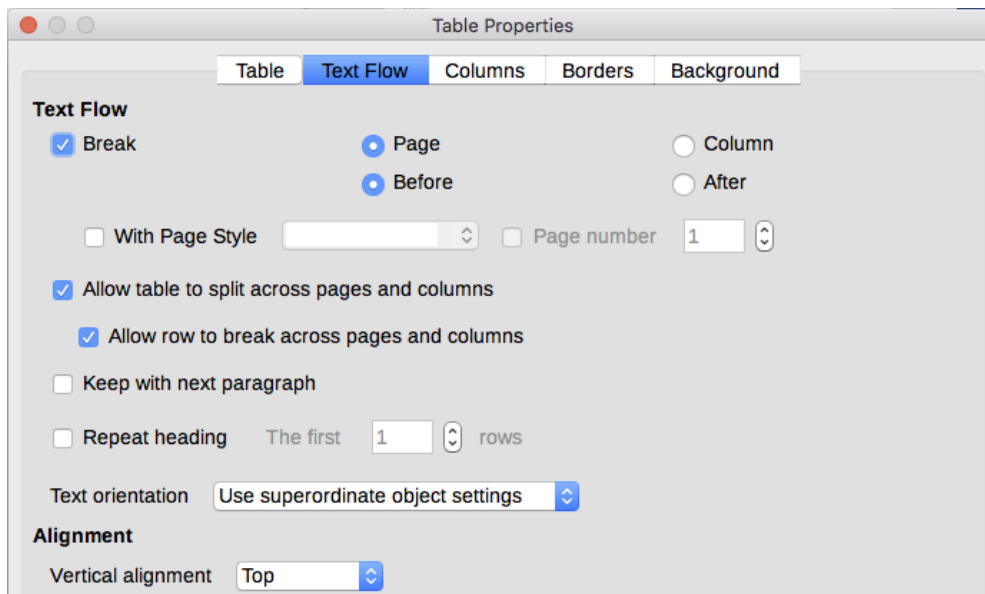 Table Properties
Table Text Flow Columns Borders Background
Text Flow
Break Page Column
Before After
With Page Style Page number 1
Allow table to split across pages and columns
Allow row to break across pages and columns
Keep with next paragraph
Repeat heading The first 1 rows
Text orientation Use superordinate object settings
Alignment
Vertical alignment Top